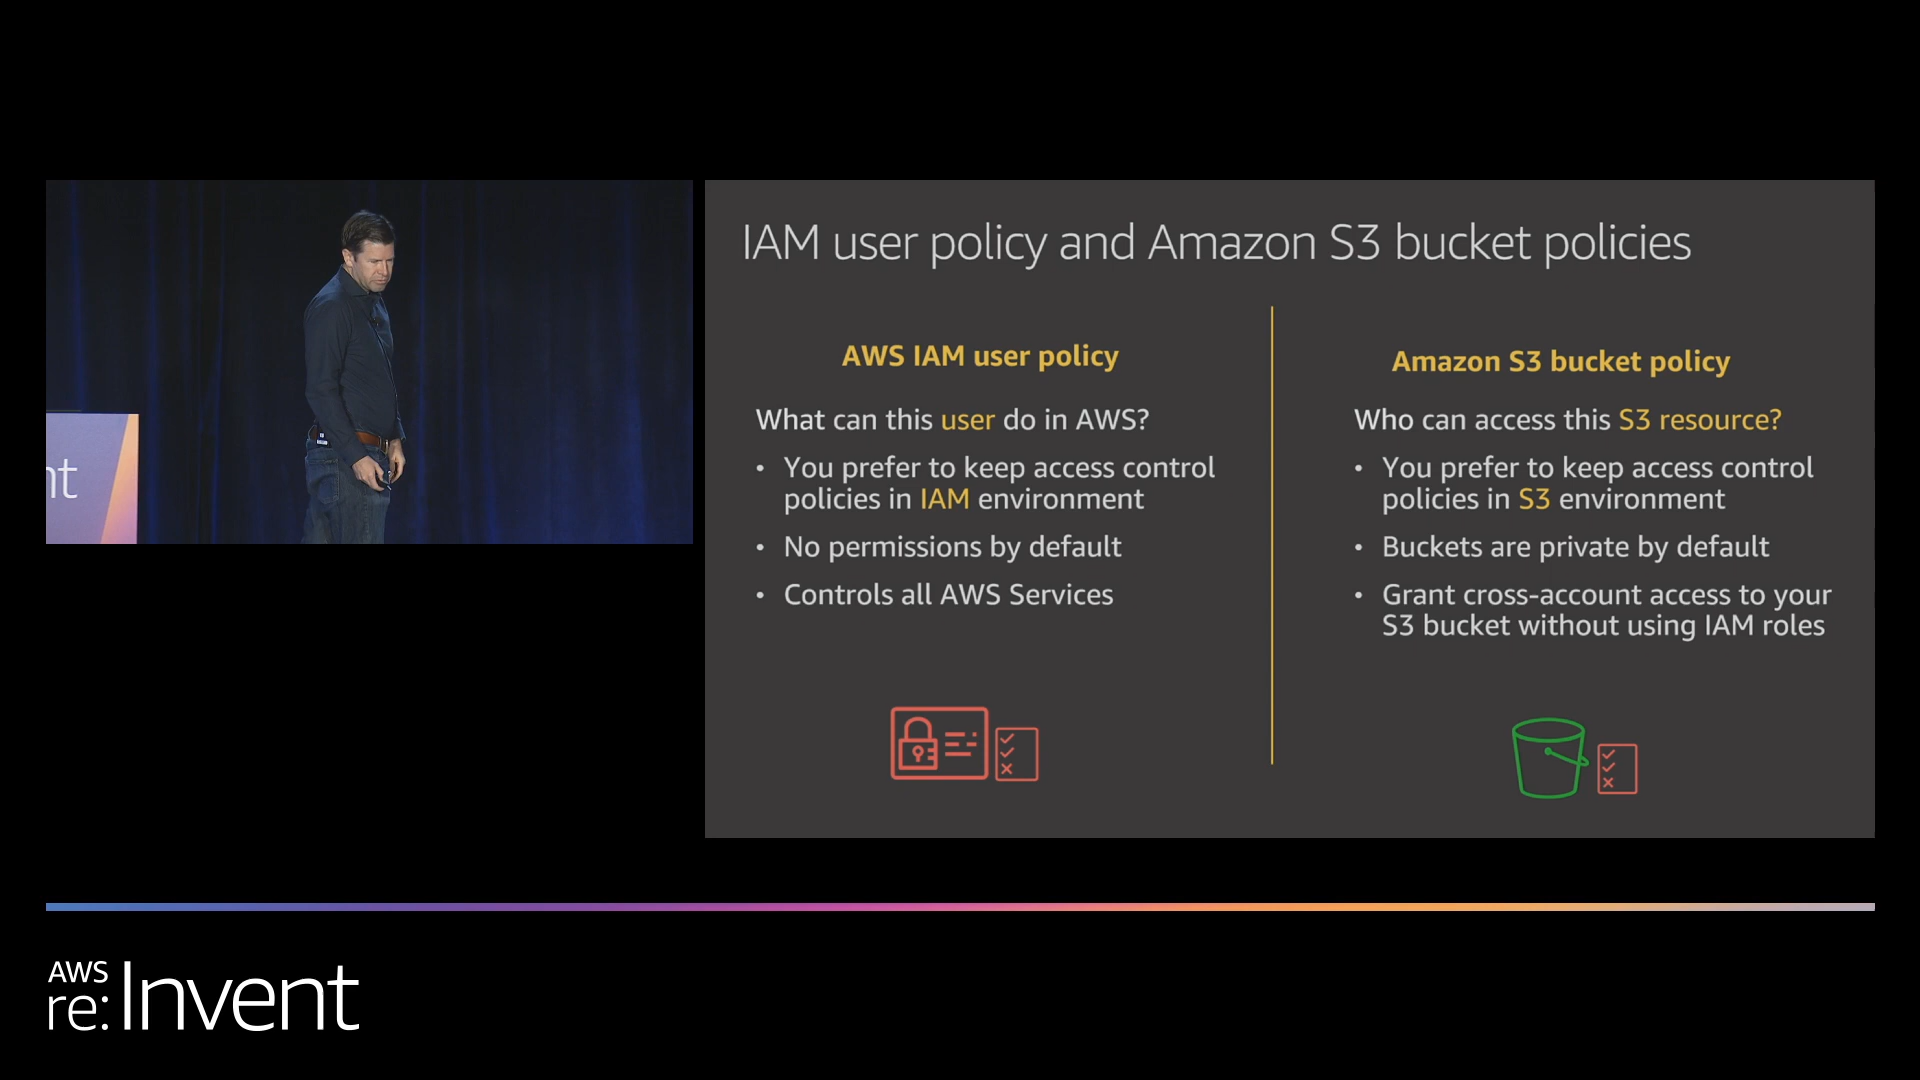 nt
IAM user policy and Amazon S3 bucket policies
AWS IAM user policy
What can this user do in AWS?
• You prefer to keep access control
policies in IAM environment
• No permissions by default
• Controls all AWS Services
Amazon S3 bucket policy
Who can access this S3 resource?
• You prefer to keep access control
policies in S3 environment
• Buckets are private by default
• Grant cross-account access to your
S3 bucket without using IAM roles
AWS
re:Invent